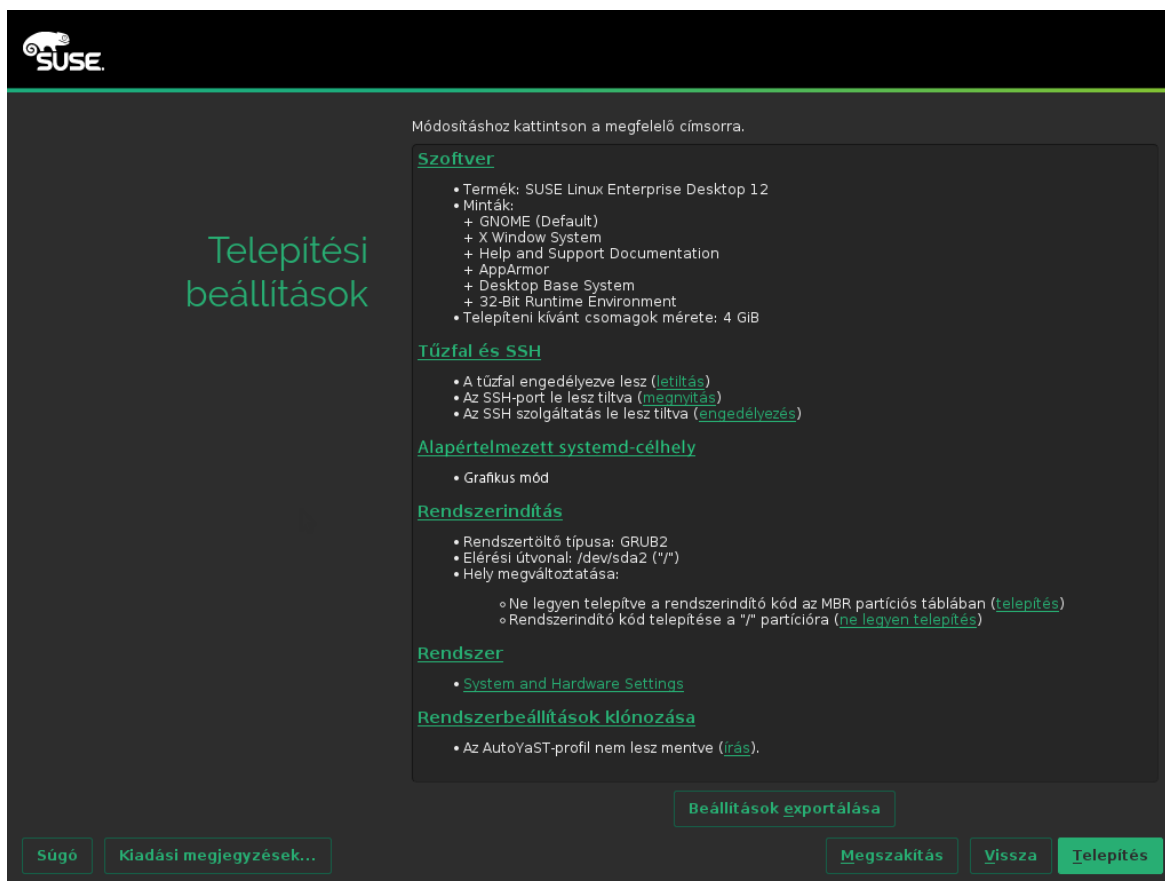 SUSE.
Módosításhoz kattintson a megfelelő címsorra.
Telepítési
beállítások
Szoftver
• Termék: SUSE Linux Enterprise Desktop 12
• Minták:
+ GNOME (Default)
+ X Window System
+ Help and Support Documentation
+ AppArmor
+ Desktop Base System
+ 32-Bit Runtime Environment
• Telepíteni kívánt csomagok mérete: 4 GiB
Tűzfal és SSH
• A tűzfal engedélyezve lesz (letiltás)
• Az SSH-port le lesz tiltva (megnyitás)
• Az SSH szolgáltatás le lesz tiltva (engedélyezés)
Alapértelmezett systemd-célhely
• Grafikus mód
Rendszerindítás
• Rendszertöltő típusa: GRUB2
• Elérési útvonal: /dev/sda2 ("/")
• Hely megváltoztatása:
◦ Ne legyen telepítve a rendszerindító kód az MBR partíciós táblában (telepítés)
◦ Rendszerindító kód telepítése a "/" partícióra (ne legyen telepítés)
Rendszer
• System and Hardware Settings
Rendszerbeállítások klónozása
• Az AutoYaST-profil nem lesz mentve (írás).
Beállítások exportálása
Súgó
Kiadási megjegyzések...
Megszakítás
Vissza
Telepítés